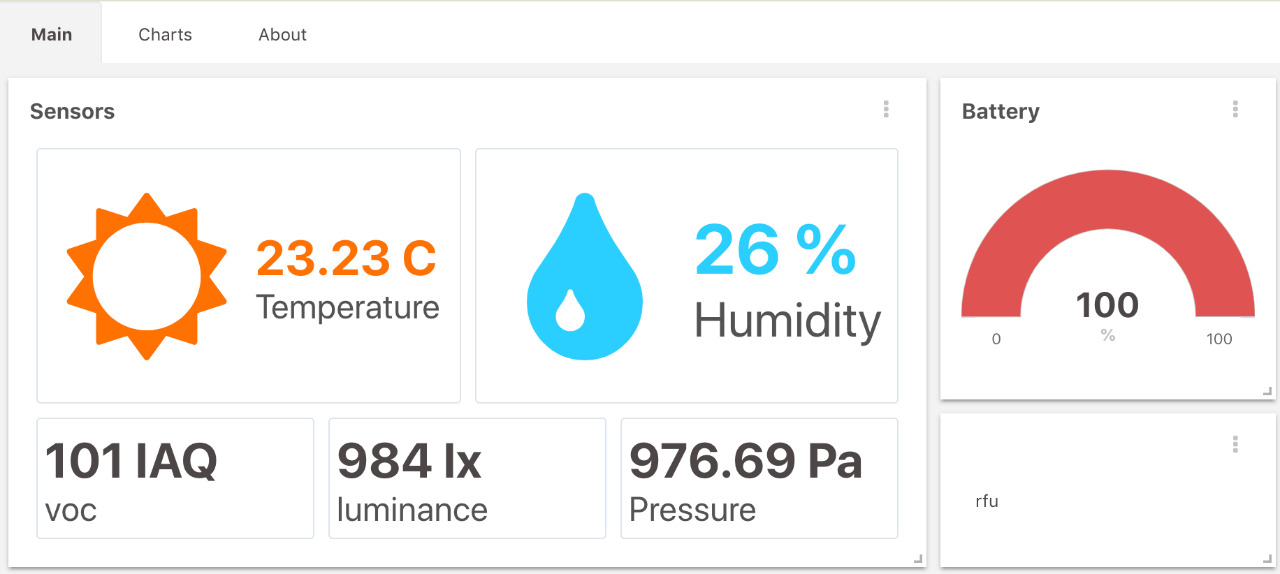 Main
Charts
About
Sensors
23.23 C
Temperature
26 %
Humidity
101 IAQ
voc
984 lx
luminance
976.69 Pa
Pressure
Battery
100
%
0
100
rfu